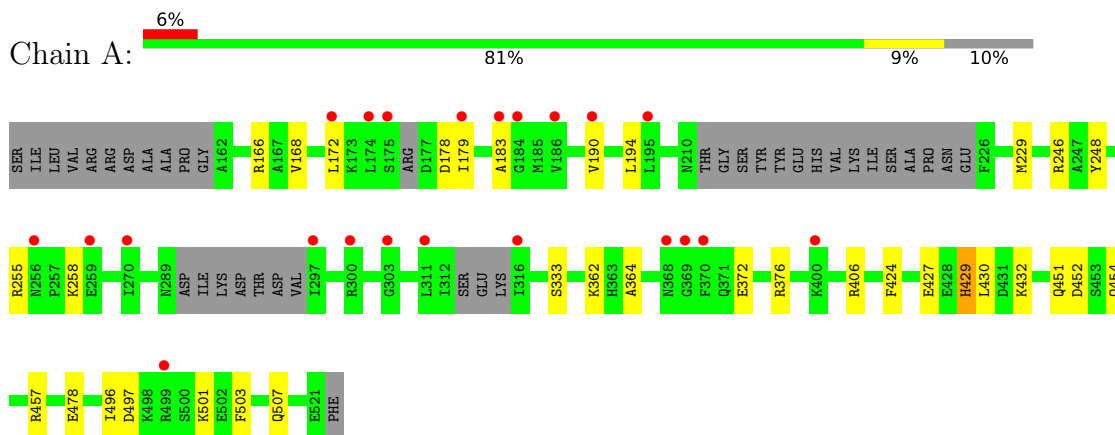 6%
Chain A:
81% 9% 10%
SER ILE LEU VAL ARG ARG ASP ALA ALA PRO GLY A162 R166 A167 V168 L172 K173 L174 S175 ARG D177 D178 I179 A183 G184 M185 V186 V190 L194 L195 N210 THR GLY SER TYR TYR GLU HIS VAL LYS ILE SER ALA PRO ASN GLU F226 M229 R246 A247 Y248
R255 N256 P257 K258 E259 I270 N289 ASP ILE LYS ASP THR ASP VAL I297 R300 G303 L311 I312 SER GLU LYS I316 S333 K362 H363 A364 N368 G369 F370 Q371 E372 R376 K400 R406 F424 E427 E428 H429 L430 D431 K432 Q451 D452 S453
R457 E478 I496 D497 K498 R499 S500 K501 E502 F503 Q507 E521 PHE